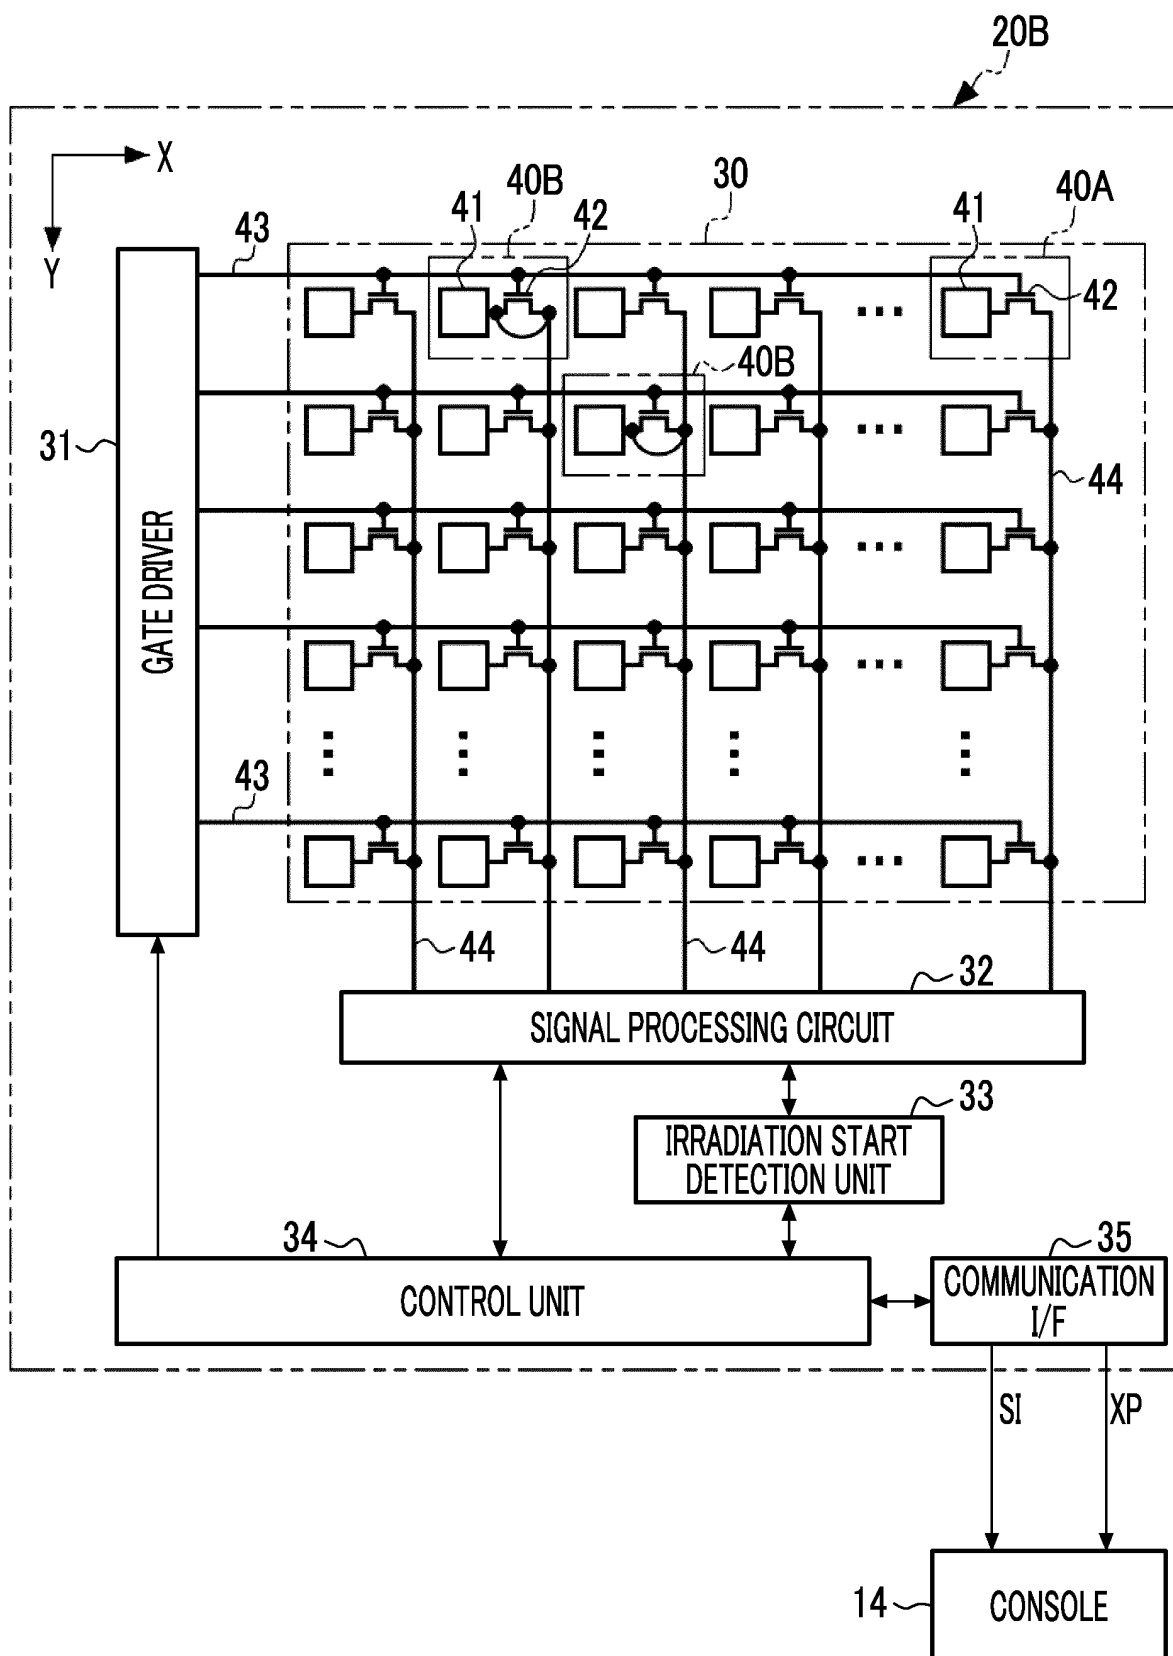 20B
X
Y
43
41
40B
42
30
40A
41
42
40B
31
GATE DRIVER
44
43
44
44
32
SIGNAL PROCESSING CIRCUIT
33
IRRADIATION START
DETECTION UNIT
34
CONTROL UNIT
35
COMMUNICATION
I/F
SI
XP
14
CONSOLE